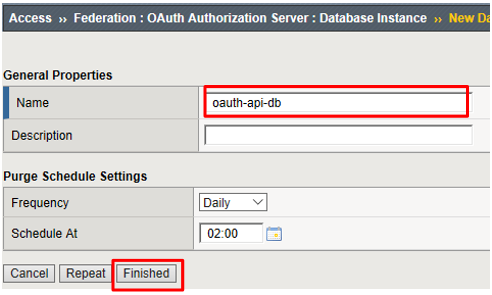 Access ›› Federation : OAuth Authorization Server : Database Instance ›› New Da
General Properties
Name oauth-api-db
Description
Purge Schedule Settings
Frequency Daily
Schedule At 02:00
Cancel Repeat Finished